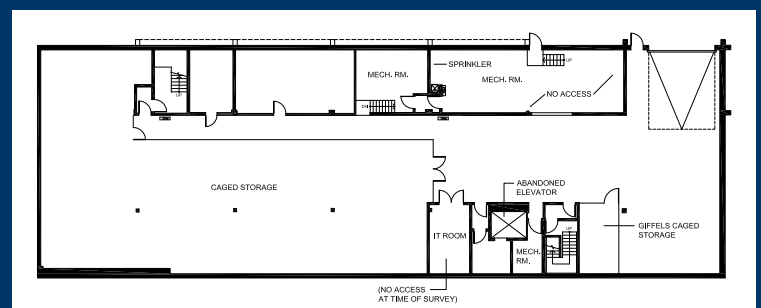 SPRINKLER
MECH. RM.
MECH. RM.
UP
UP
NO ACCESS
DN
CAGED STORAGE
ABANDONED
ELEVATOR
IT ROOM
UP
GIFFELS CAGED
STORAGE
MECH.
RM.
(NO ACCESS
AT TIME OF SURVEY)